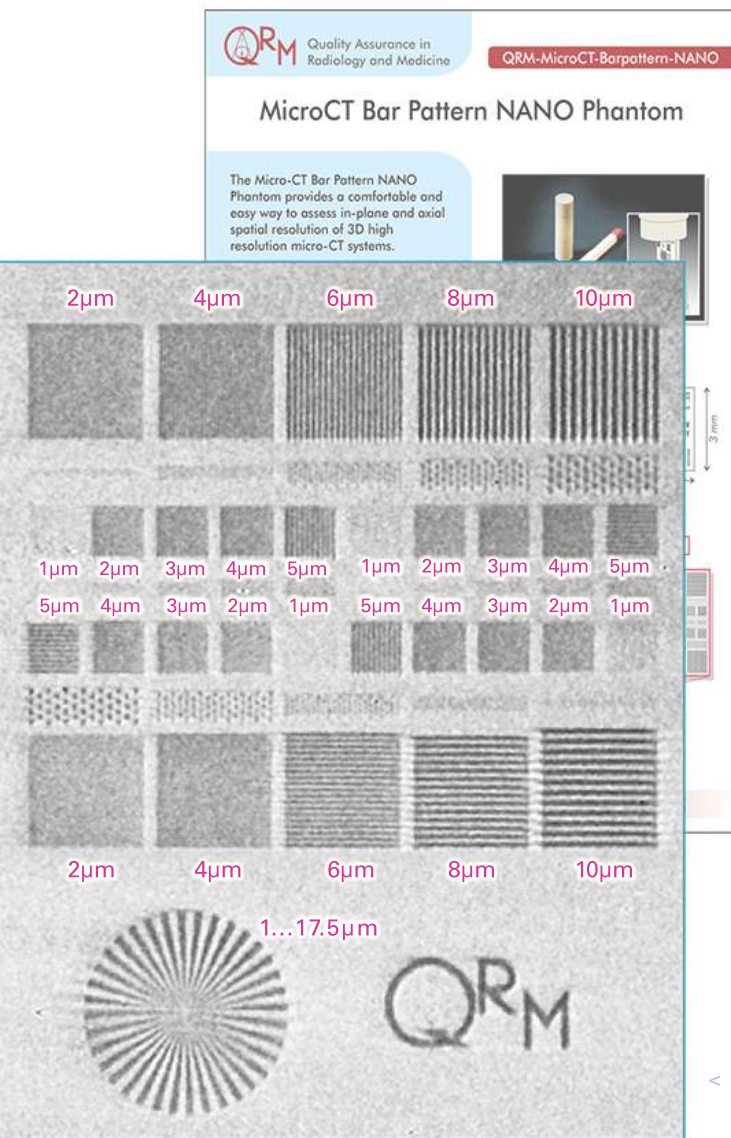 QRM
Quality Assurance in
Radiology and Medicine
QRM-MicroCT-Barpattern-NANO
MicroCT Bar Pattern NANO Phantom
The Micro-CT Bar Pattern NANO
Phantom provides a comfortable and
easy way to assess in-plane and axial
spatial resolution of 3D high
resolution micro-CT systems.
2µm 4µm 6µm 8µm 10µm
3 mm
1µm 2µm 3µm 4µm 5µm 1µm 2µm 3µm 4µm 5µm
5µm 4µm 3µm 2µm 1µm 5µm 4µm 3µm 2µm 1µm
2µm 4µm 6µm 8µm 10µm
1...17.5µm
QRM
<